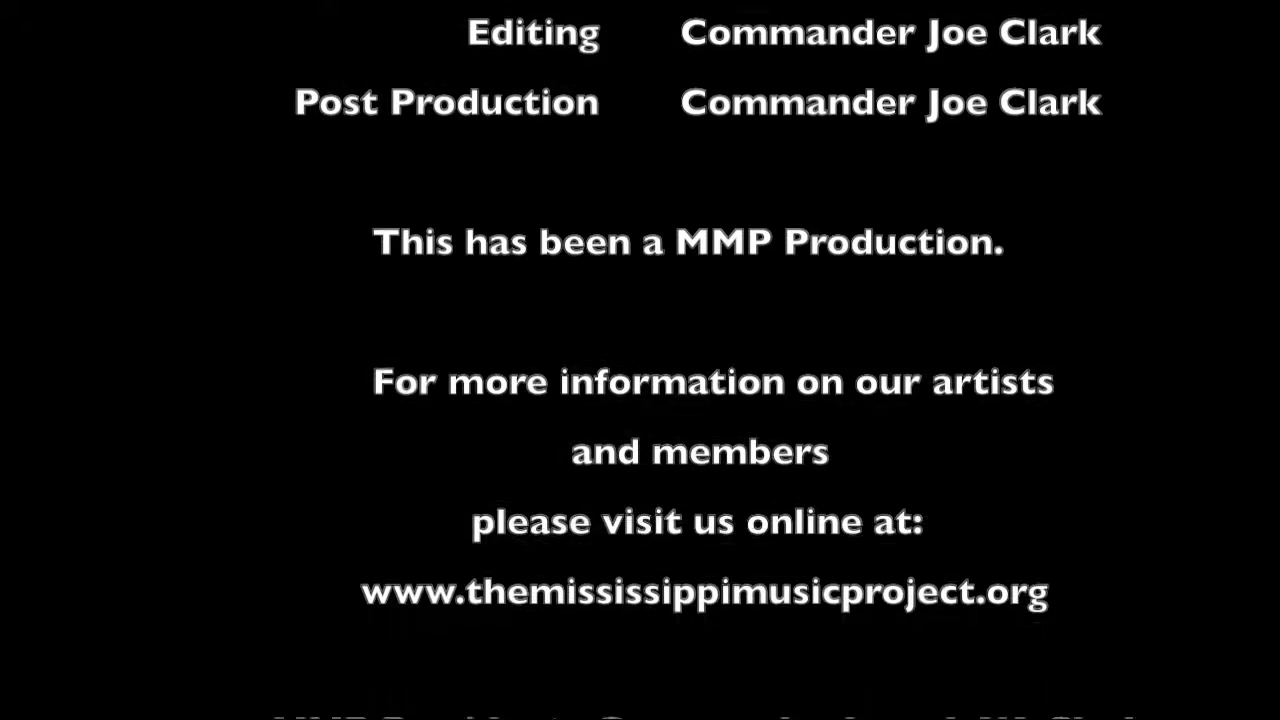 Editing Commander Joe Clark
Post Production Commander Joe Clark
This has been a MMP Production.
For more information on our artists
and members
please visit us online at:
www.themississippimusicproject.org